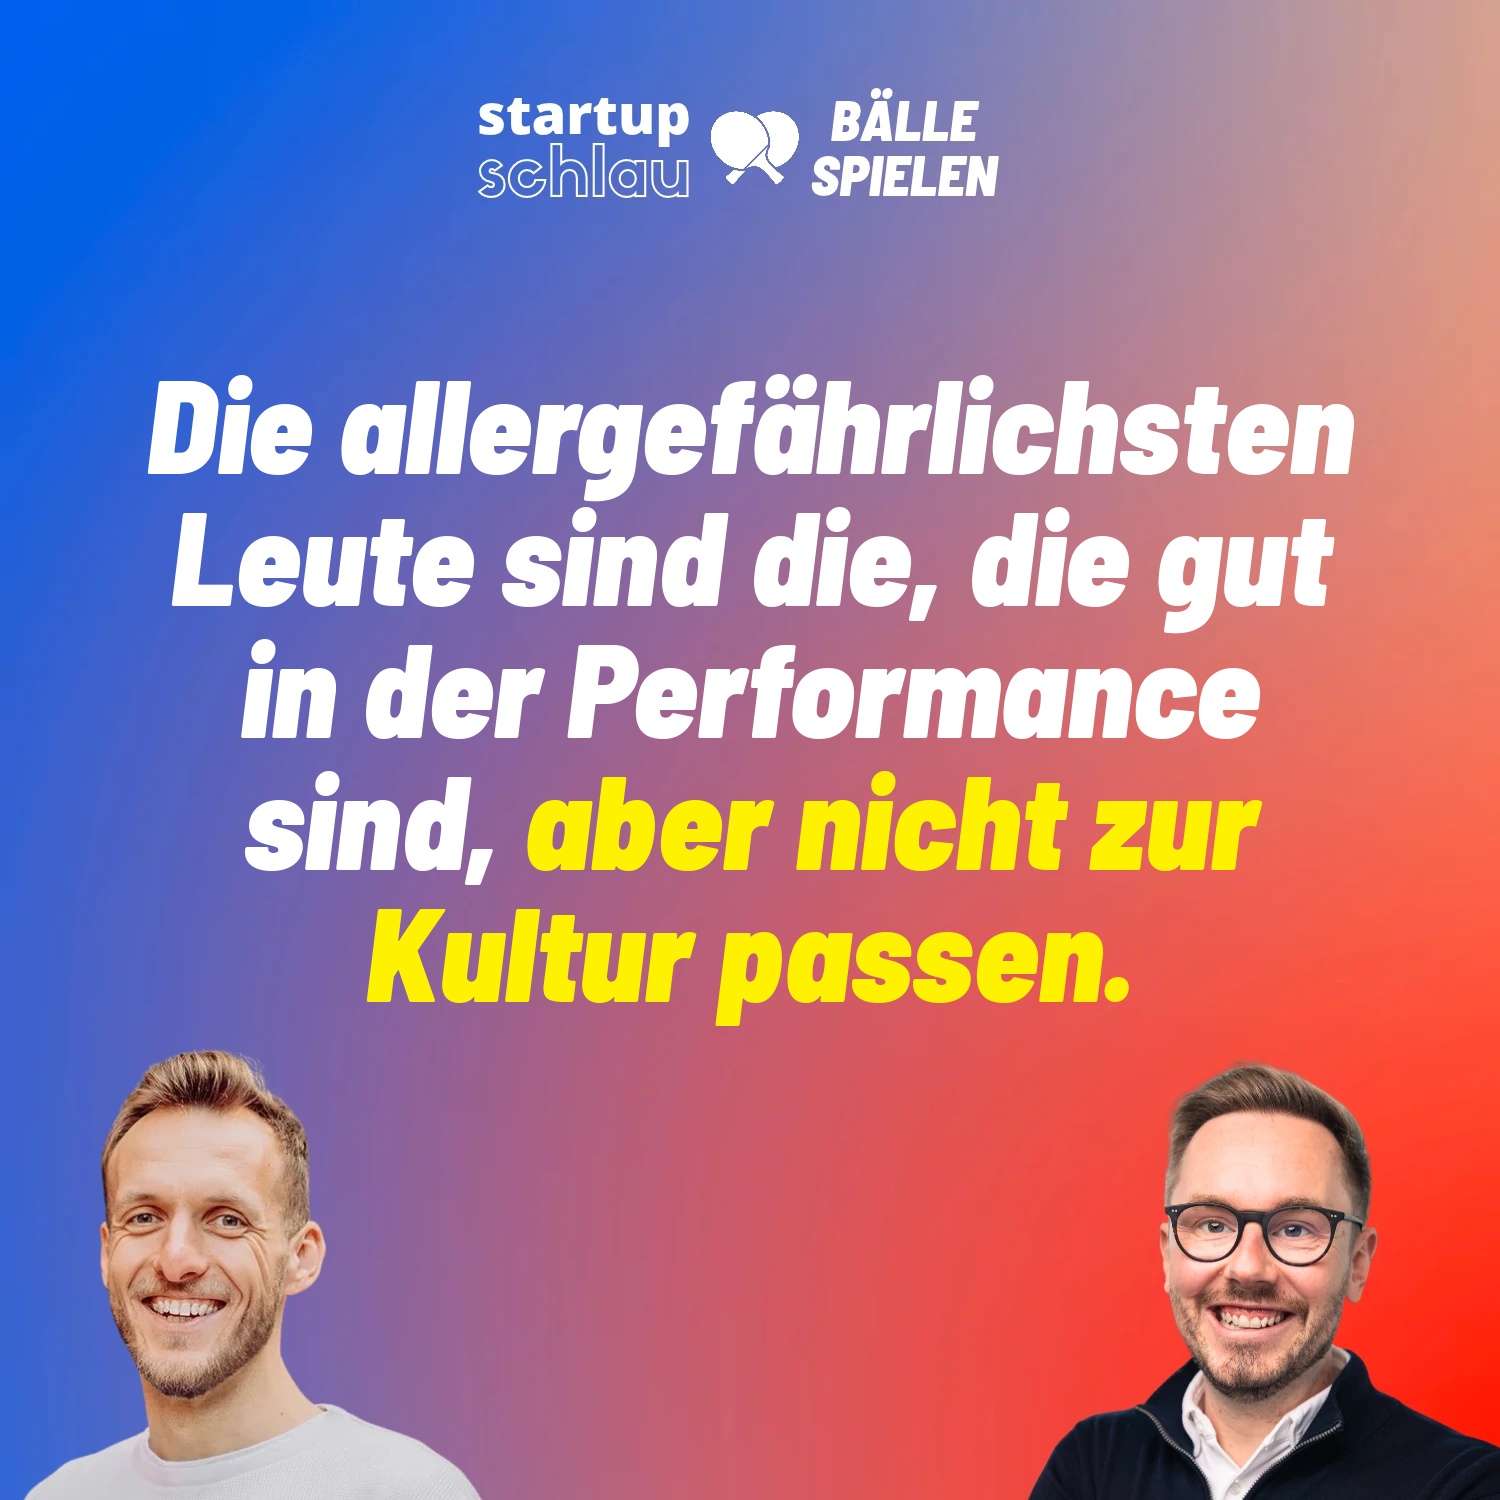 startup
schlau
BÄLLE
SPIELEN
Die allergefährlichsten
Leute sind die, die gut
in der Performance
sind, aber nicht zur
Kultur passen.